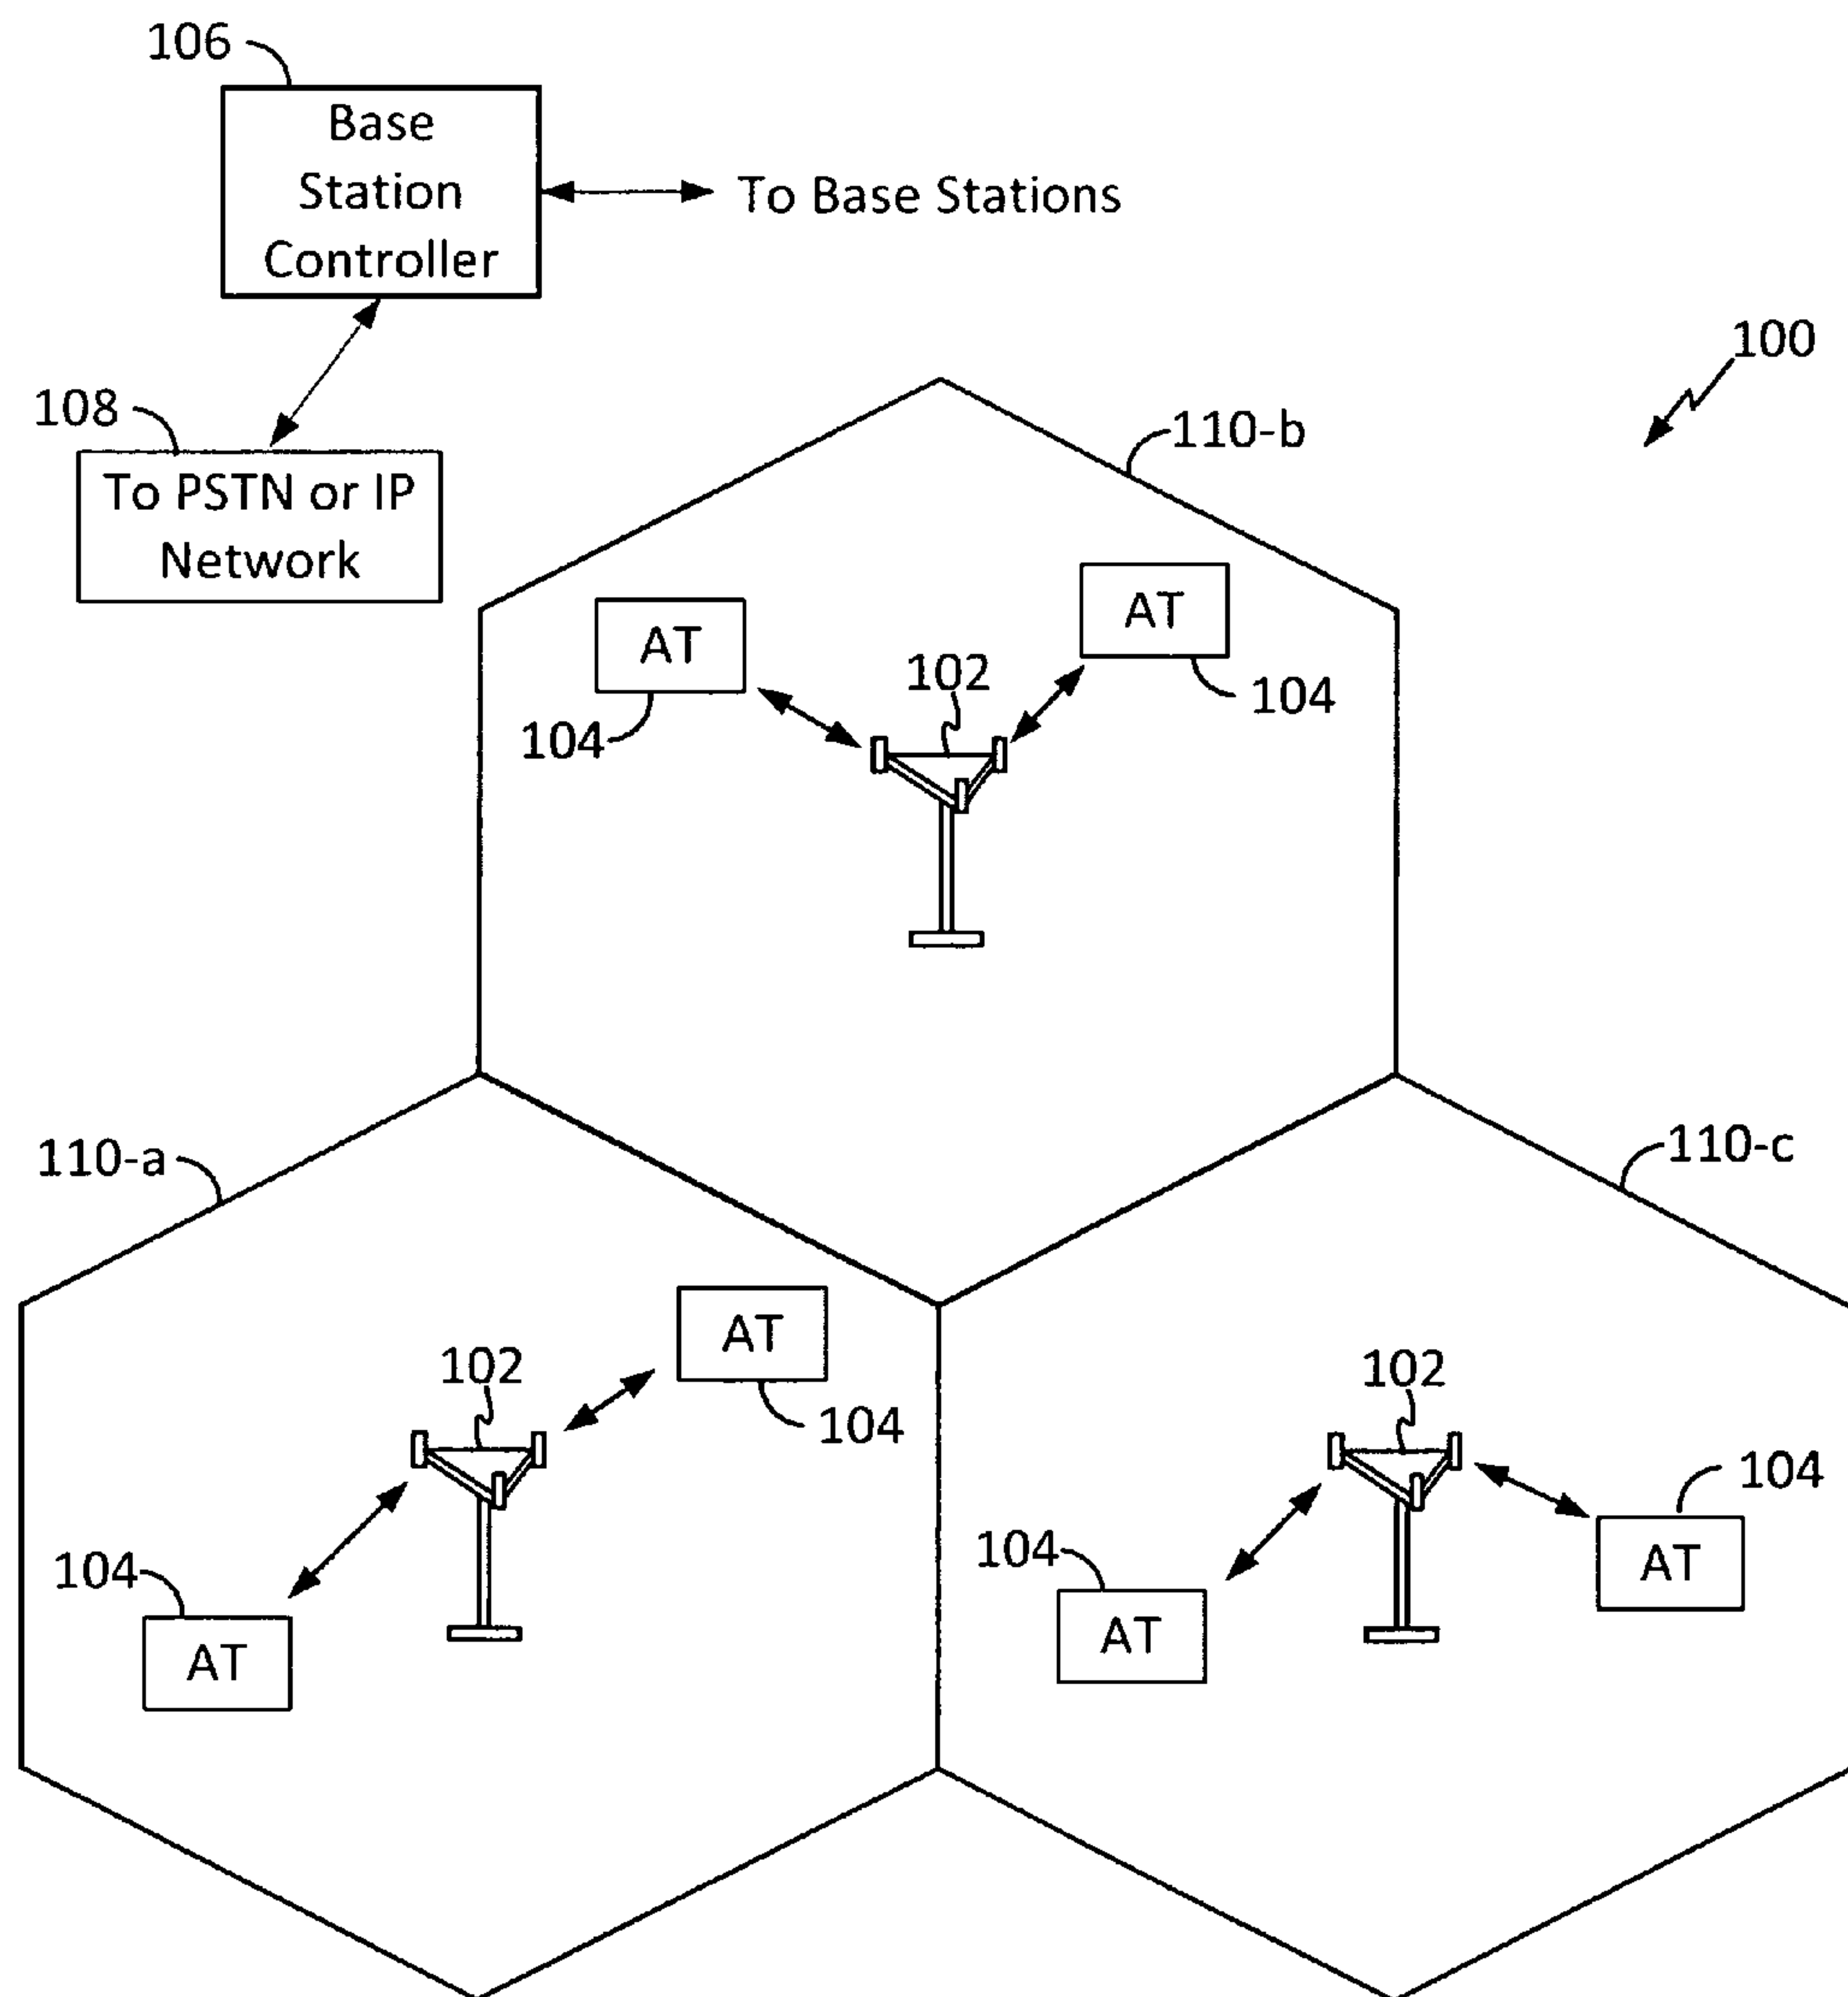 106
Base
Station
Controller
To Base Stations
100
108
To PSTN or IP
Network
110-b
AT
AT
102
104
104
110-a
110-c
AT
102
104
102
104
AT
104
AT
104
AT